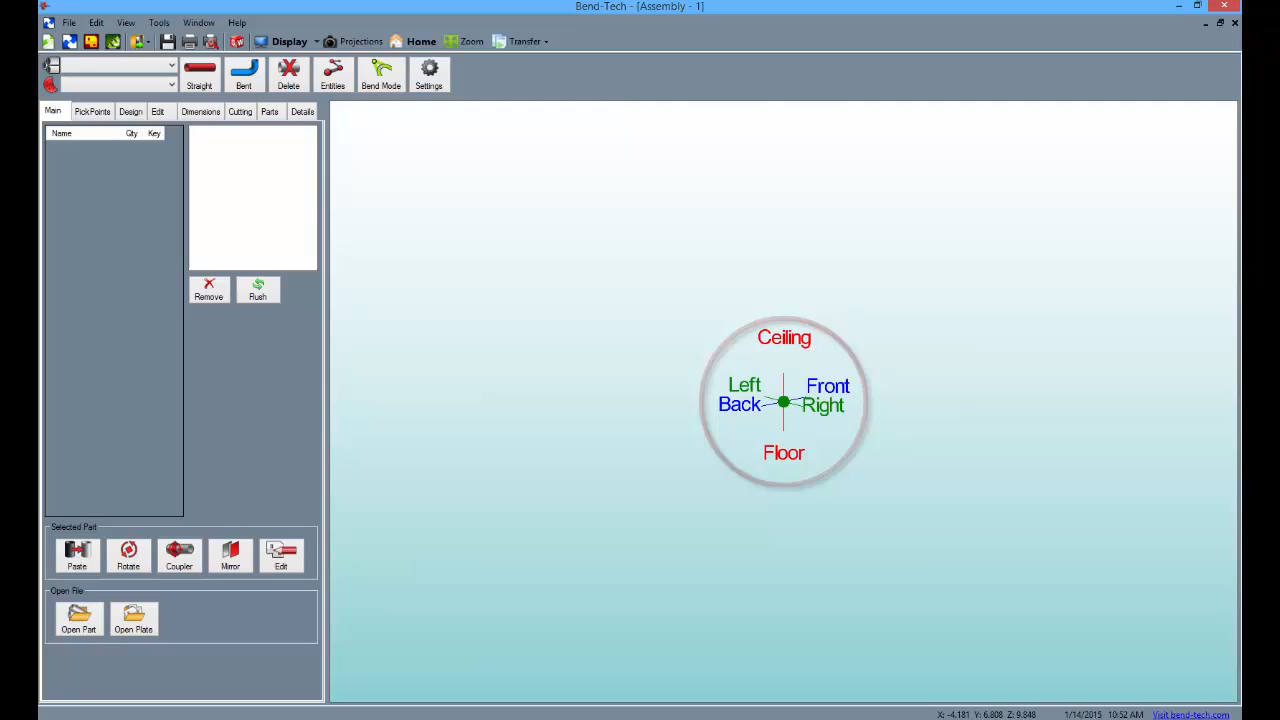 Bend-Tech - [Assembly - 1]
File Edit View Tools Window Help
Display Projections Home Zoom Transfer
Straight Bent Delete Entities Bend Mode Settings
Main PickPoints Design Edit Dimensions Cutting Parts Details
Name Qty Key
Remove Flush
Ceiling
Left Front
Back Right
Floor
Selected Part
Paste Rotate Coupler Mirror Edit
Open File
Open Part Open Plate
X: -4.181 Y: 6.808 Z: 9.848 1/14/2015 10:52 AM Visit bend-tech.com